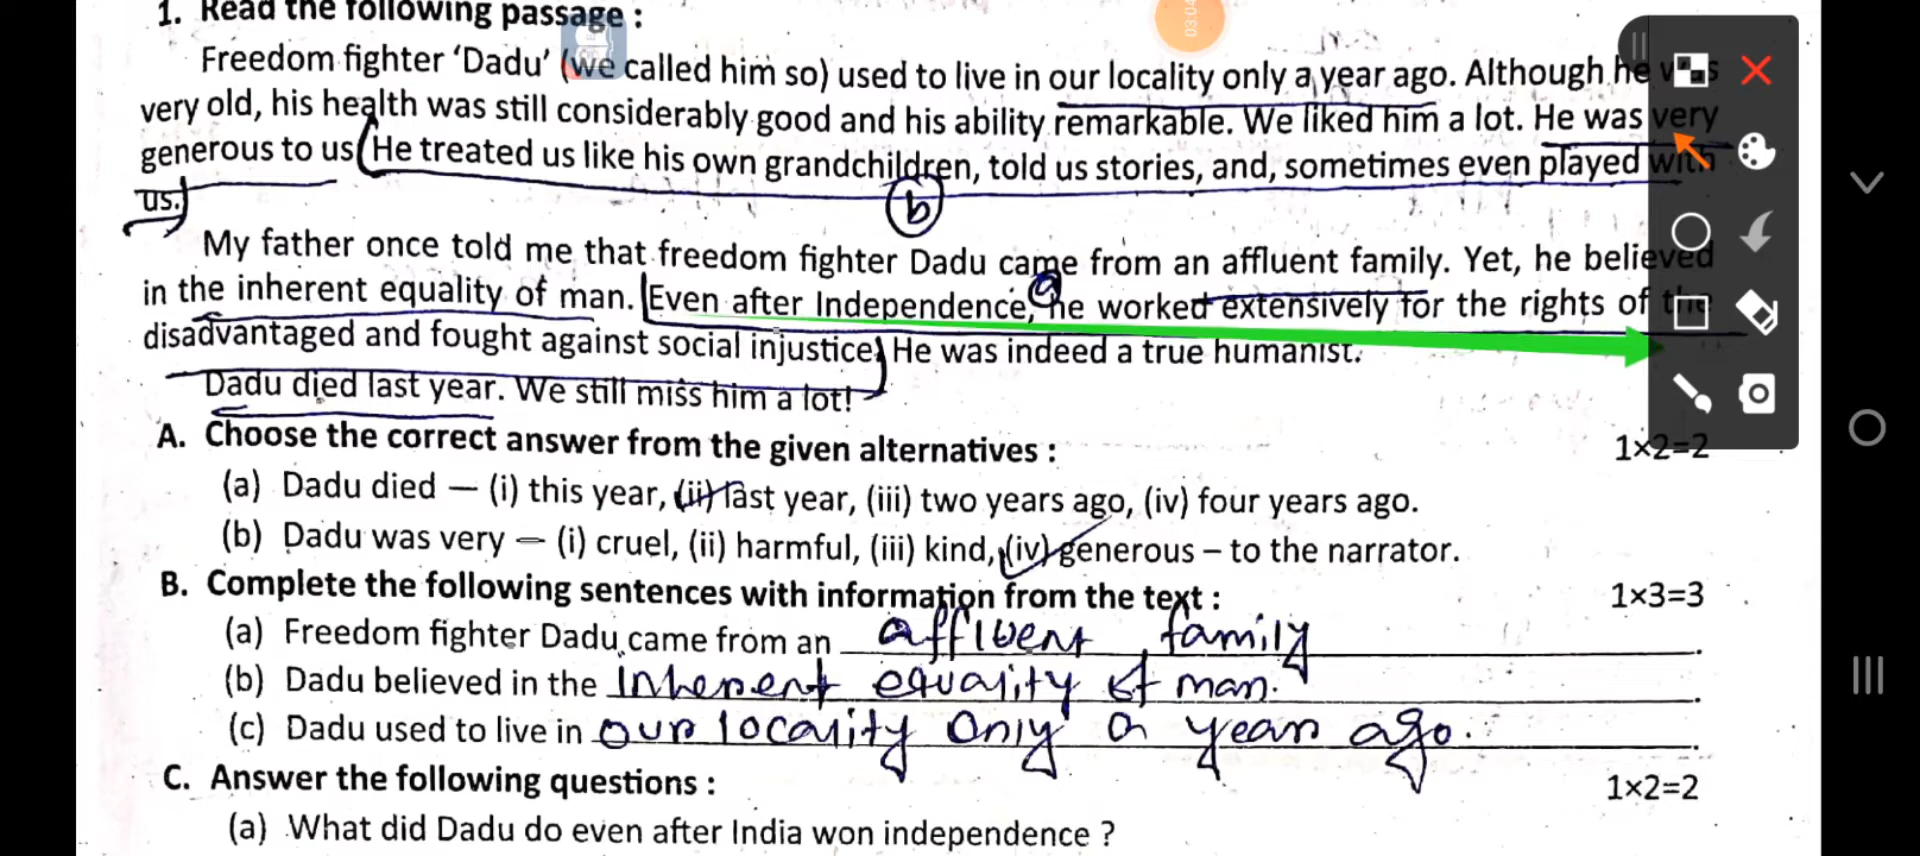 1. Read the following passage :
03:04
Freedom fighter ‘Dadu’ (we called him so) used to live in our locality only a year ago. Although he was
very old, his health was still considerably good and his ability remarkable. We liked him a lot. He was very
generous to us. He treated us like his own grandchildren, told us stories, and, sometimes even played with
us.
b
My father once told me that freedom fighter Dadu came from an affluent family. Yet, he believed
a
in the inherent equality of man. Even after Independence, he worked extensively for the rights of the
disadvantaged and fought against social injustice. He was indeed a true humanist.
Dadu died last year. We still miss him a lot!
A. Choose the correct answer from the given alternatives : 1×2=2
(a) Dadu died — (i) this year, (ii) last year, (iii) two years ago, (iv) four years ago.
(b) Dadu was very — (i) cruel, (ii) harmful, (iii) kind, (iv) generous – to the narrator.
B. Complete the following sentences with information from the text : 1×3=3
(a) Freedom fighter Dadu came from an affluent family.
(b) Dadu believed in the Inherent equality of man.
(c) Dadu used to live in our locality only a year ago.
C. Answer the following questions : 1×2=2
(a) What did Dadu do even after India won independence ?